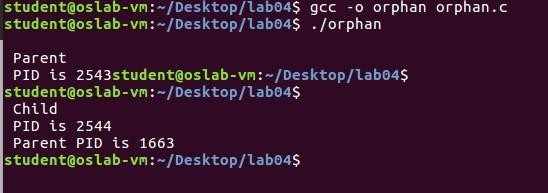 student@oslab-vm:~/Desktop/lab04$ gcc -o orphan orphan.c
student@oslab-vm:~/Desktop/lab04$ ./orphan
Parent
PID is 2543student@oslab-vm:~/Desktop/lab04$
student@oslab-vm:~/Desktop/lab04$
Child
PID is 2544
Parent PID is 1663
student@oslab-vm:~/Desktop/lab04$